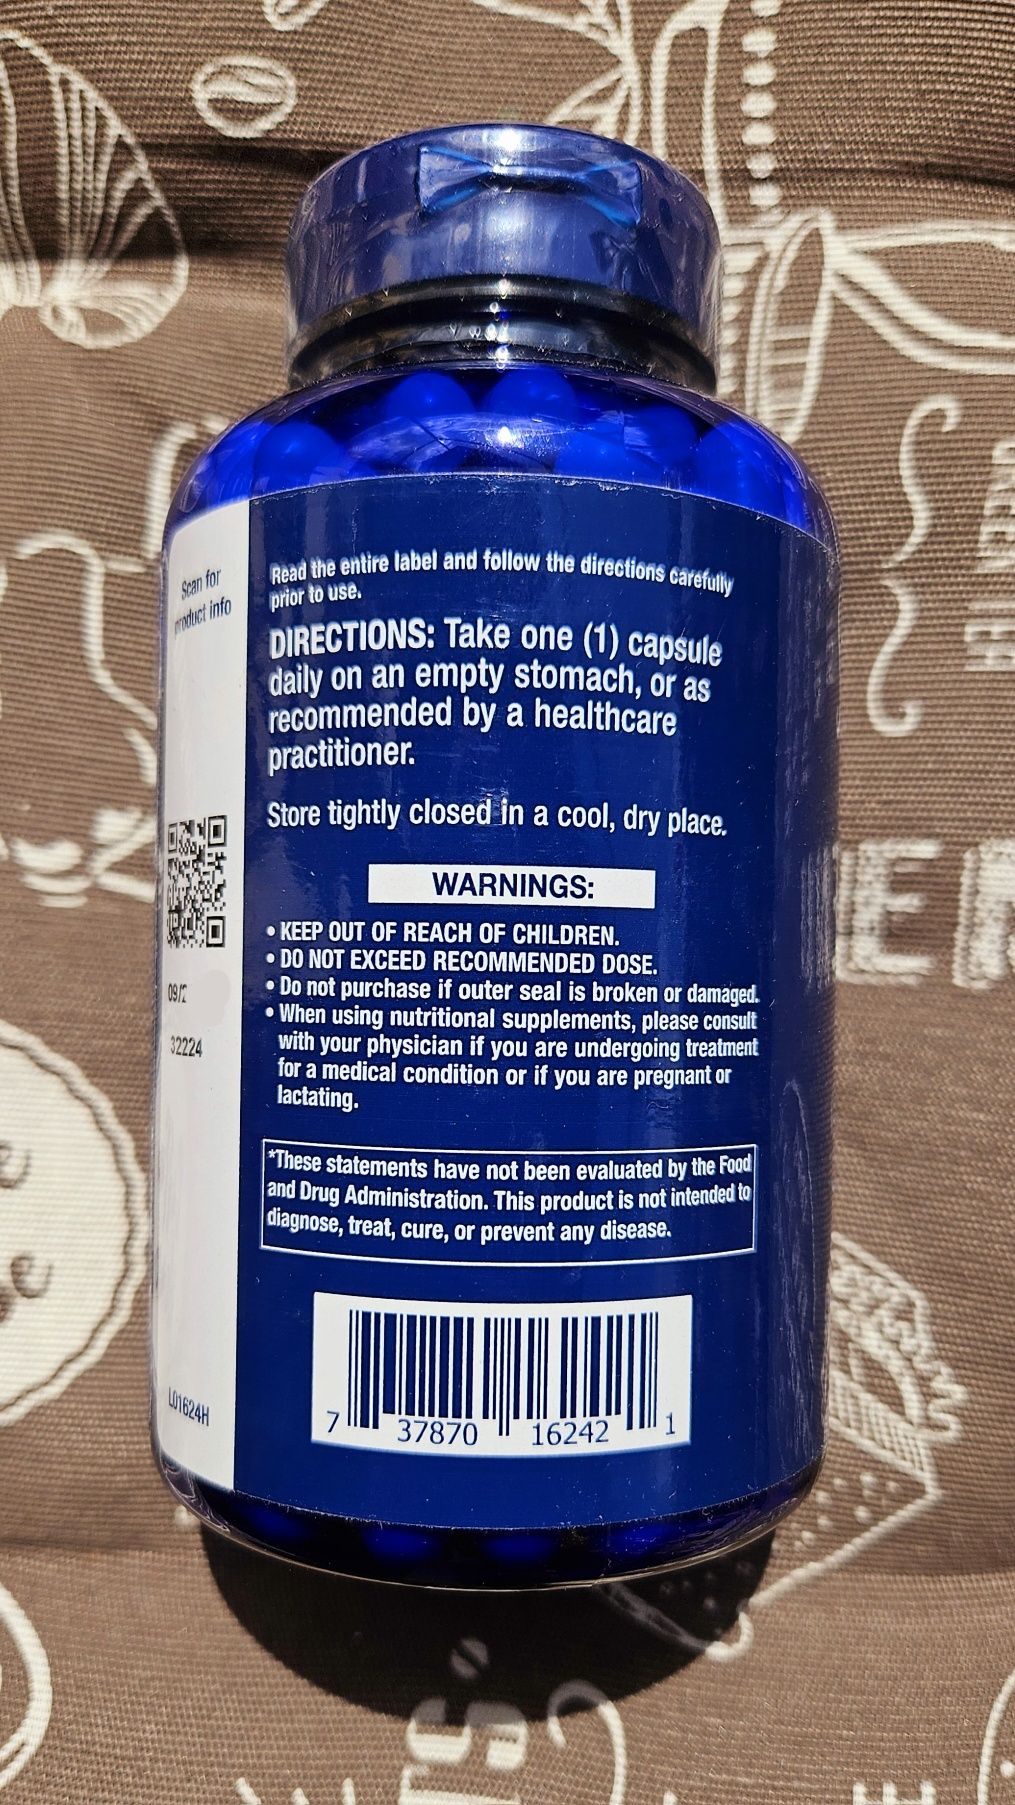 Scan for
product info
09/2
32224
L01624H
Read the entire label and follow the directions carefully
prior to use.
DIRECTIONS: Take one (1) capsule
daily on an empty stomach, or as
recommended by a healthcare
practitioner.
Store tightly closed in a cool, dry place.
WARNINGS:
• KEEP OUT OF REACH OF CHILDREN.
• DO NOT EXCEED RECOMMENDED DOSE.
• Do not purchase if outer seal is broken or damaged.
• When using nutritional supplements, please consult
with your physician if you are undergoing treatment
for a medical condition or if you are pregnant or
lactating.
*These statements have not been evaluated by the Food
and Drug Administration. This product is not intended to
diagnose, treat, cure, or prevent any disease.
7 37870 16242 1